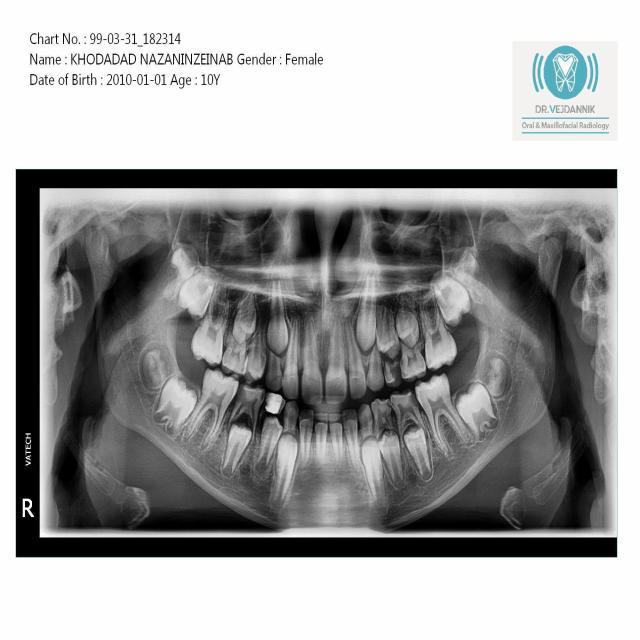 Chart No. : 99-03-31_182314
Name : KHODADAD NAZANINZEINAB Gender : Female
Date of Birth : 2010-01-01 Age : 10Y
DR.VEJDANNIK
Oral & Maxillofacial Radiology
VATECH
R